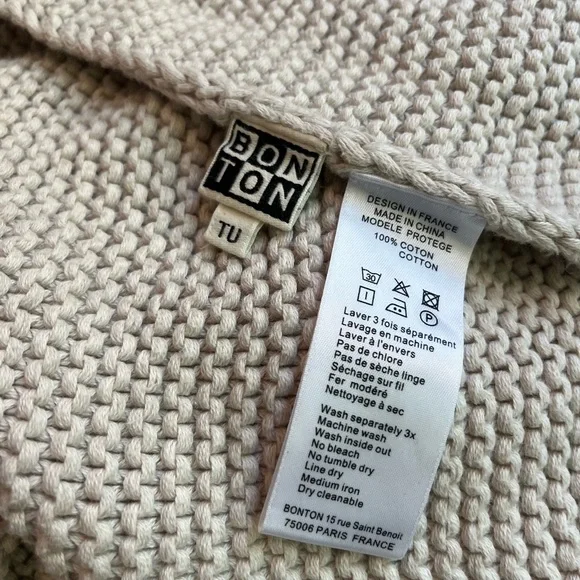 BON
TON
TU
DESIGN IN FRANCE
MADE IN CHINA
MODELE PROTEGE
100% COTON
COTTON
30
P
Laver 3 fois séparément
Lavage en machine
Laver à l'envers
Pas de chlore
Pas de sèche linge
Séchage sur fil
Fer modéré
Nettoyage à sec
Wash separately 3x
Machine wash
Wash inside out
No bleach
No tumble dry
Line dry
Medium iron
Dry cleanable
BONTON 15 rue Saint Benoit
75006 PARIS FRANCE